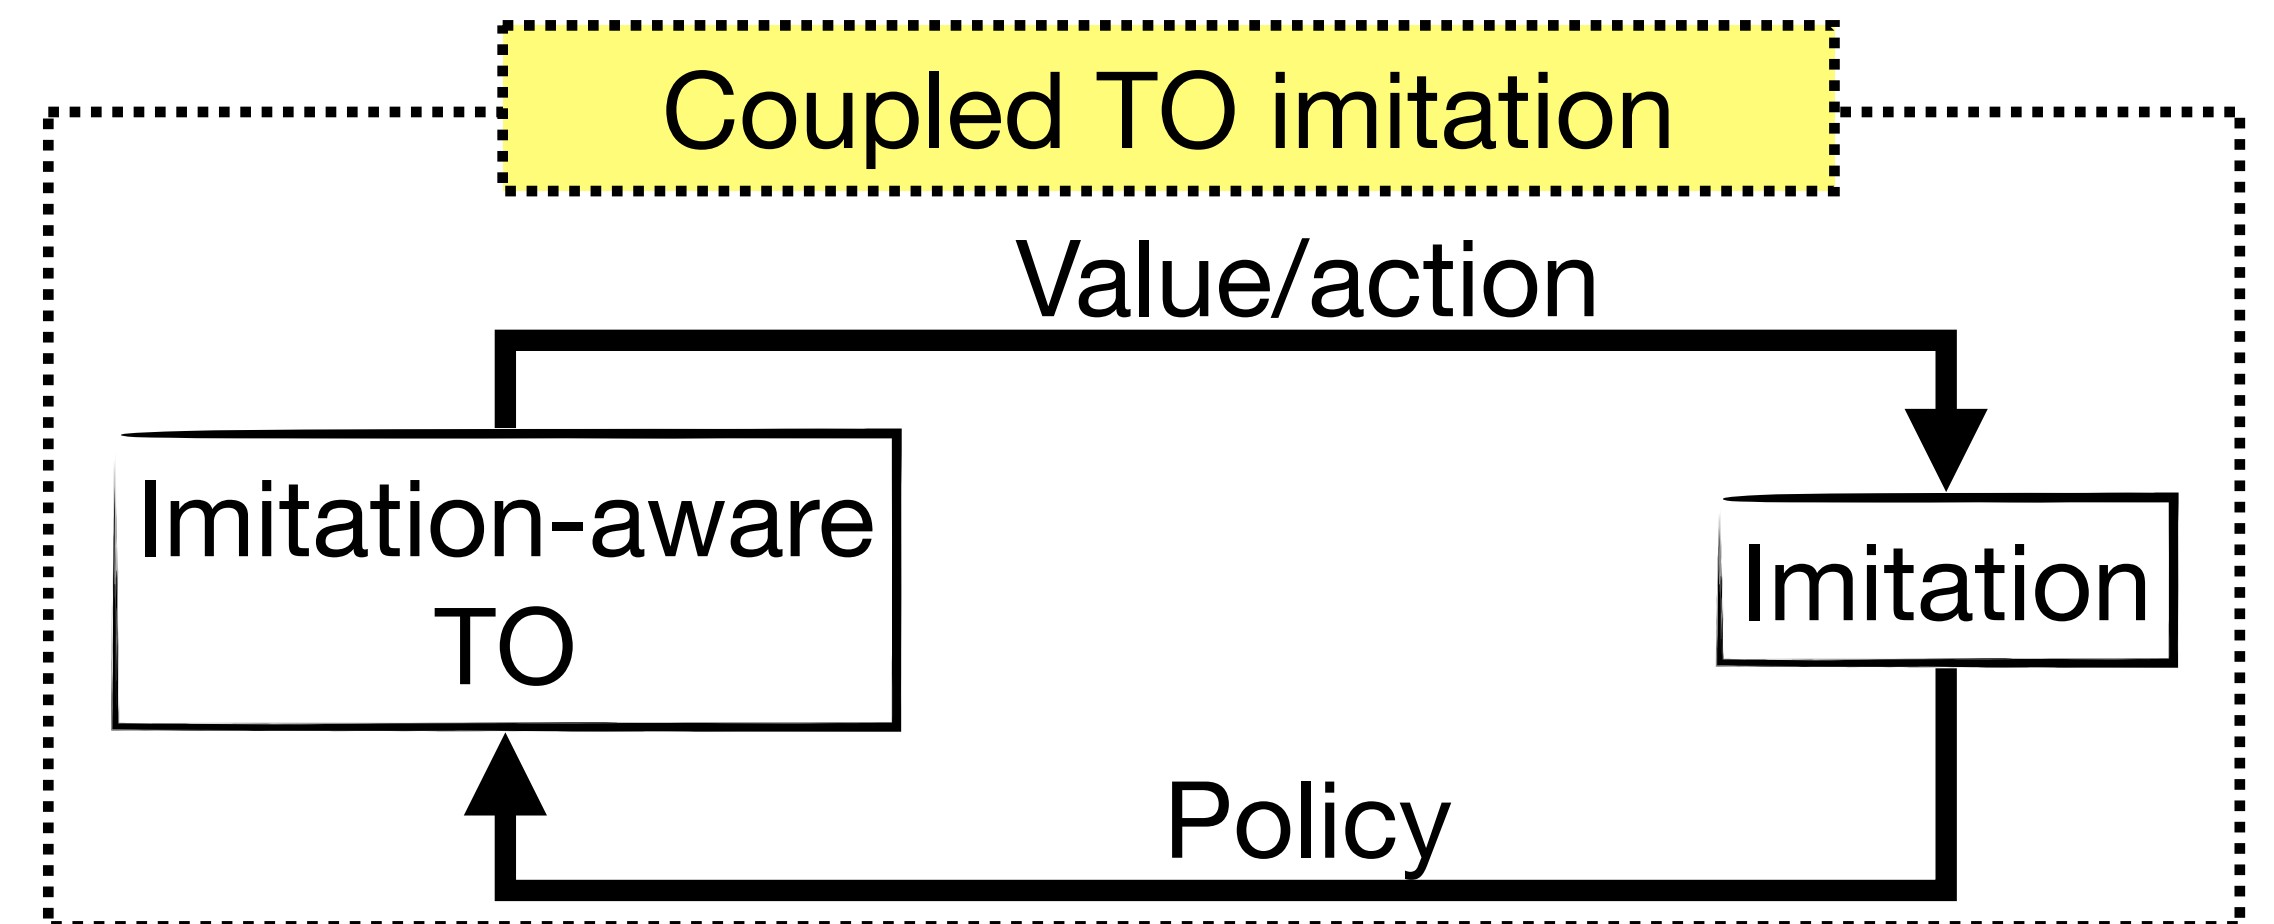 Coupled TO imitation
Value/action
Imitation-aware
TO
Imitation
Policy